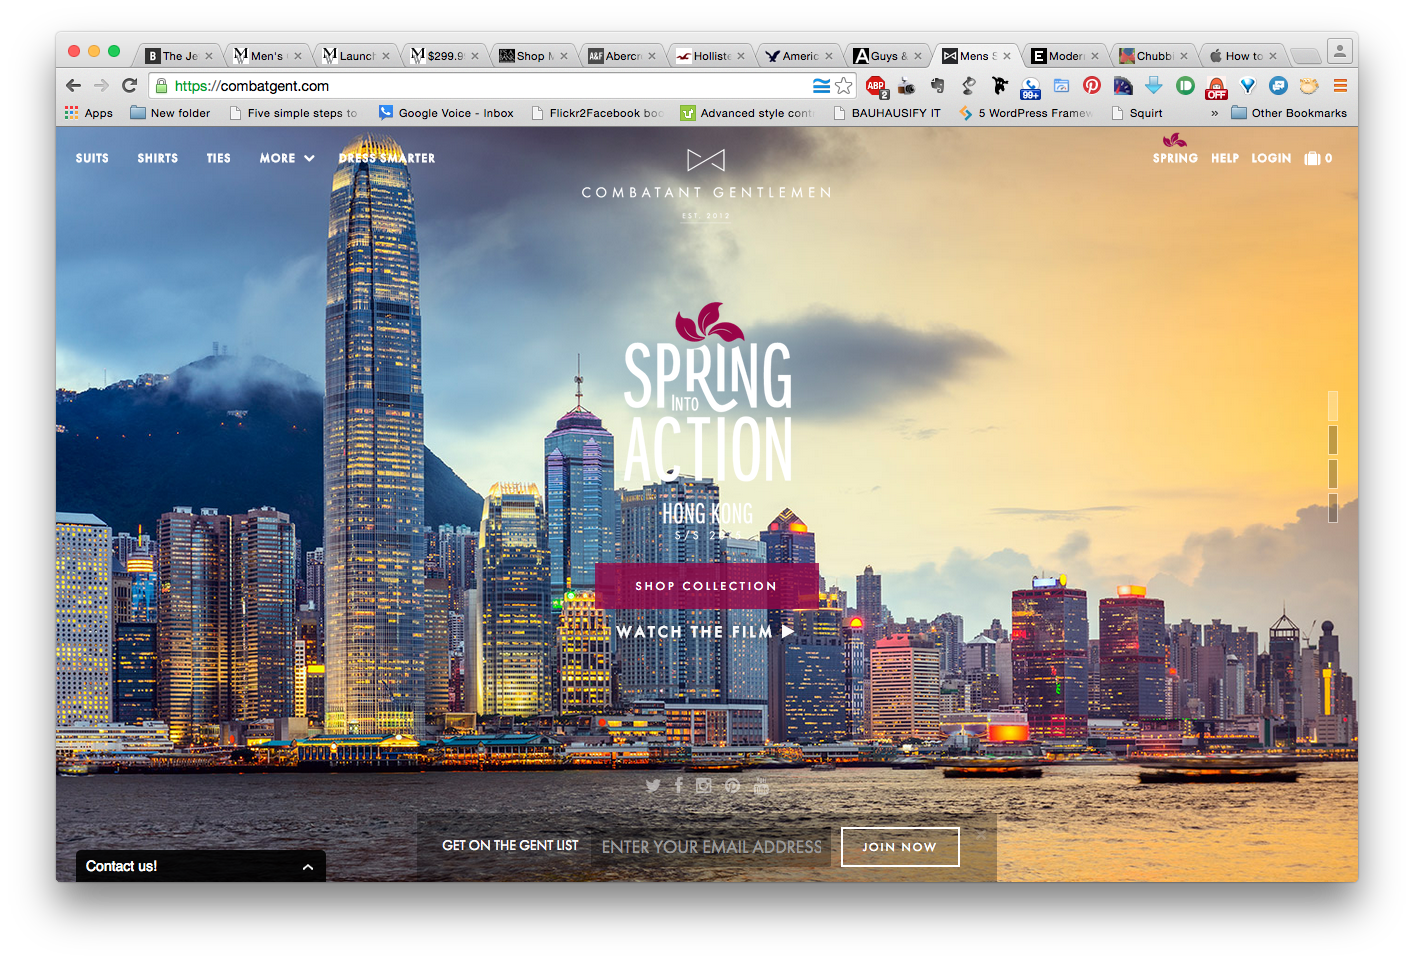 The Je
Men's
Launch
$299.9
Shop M
Abercr
Holliste
Americ
Guys &
Mens S
Modern
Chubbi
How to
https://combatgent.com
ABP
2
99+
OFF
Apps
New folder
Five simple steps to
Google Voice - Inbox
Flickr2Facebook boo
Advanced style cont
BAUHAUSIFY IT
5 WordPress Framew
Squirt
»
Other Bookmarks
SUITS
SHIRTS
TIES
MORE
DRESS SMARTER
COMBATANT GENTLEMEN
EST. 2012
SPRING
HELP
LOGIN
0
SPRING
INTO
ACTION
HONG KONG
SHOP COLLECTION
WATCH THE FILM
GET ON THE GENT LIST
ENTER YOUR EMAIL ADDRESS
JOIN NOW
Contact us!